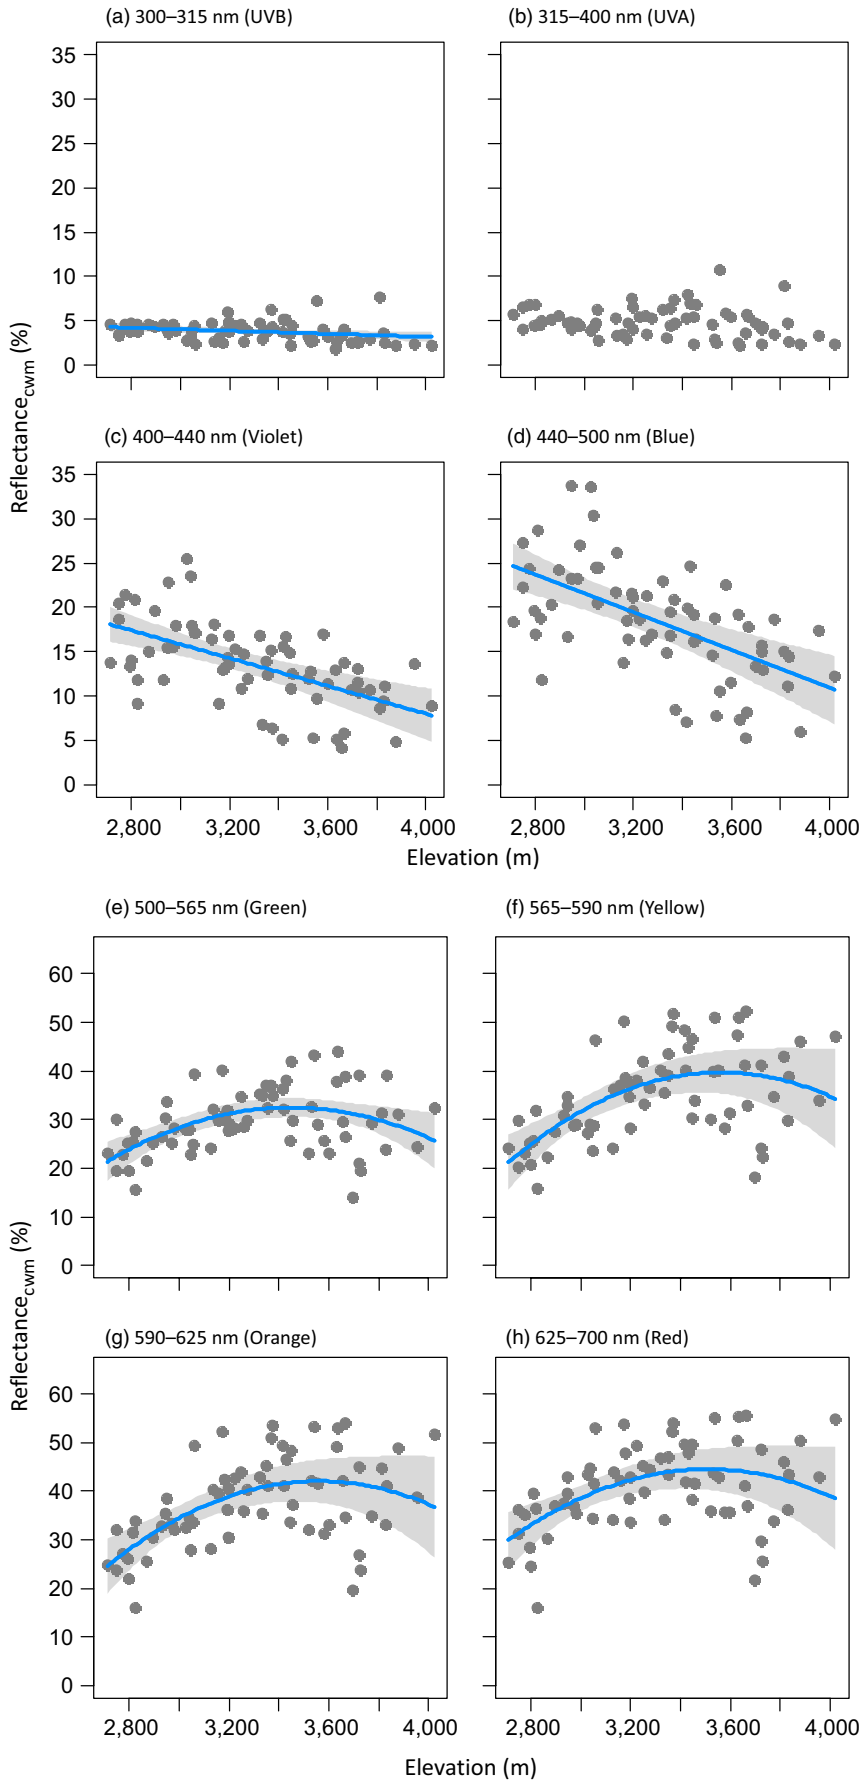 (a) 300–315 nm (UVB)
(b) 315–400 nm (UVA)
35
30
25
20
15
10
5
0
(c) 400–440 nm (Violet)
(d) 440–500 nm (Blue)
35
30
25
20
15
10
5
0
Reflectancecwm (%)
2,800 3,200 3,600 4,000
2,800 3,200 3,600 4,000
Elevation (m)
(e) 500–565 nm (Green)
(f) 565–590 nm (Yellow)
60
50
40
30
20
10
0
(g) 590–625 nm (Orange)
(h) 625–700 nm (Red)
60
50
40
30
20
10
0
Reflectancecwm (%)
2,800 3,200 3,600 4,000
2,800 3,200 3,600 4,000
Elevation (m)